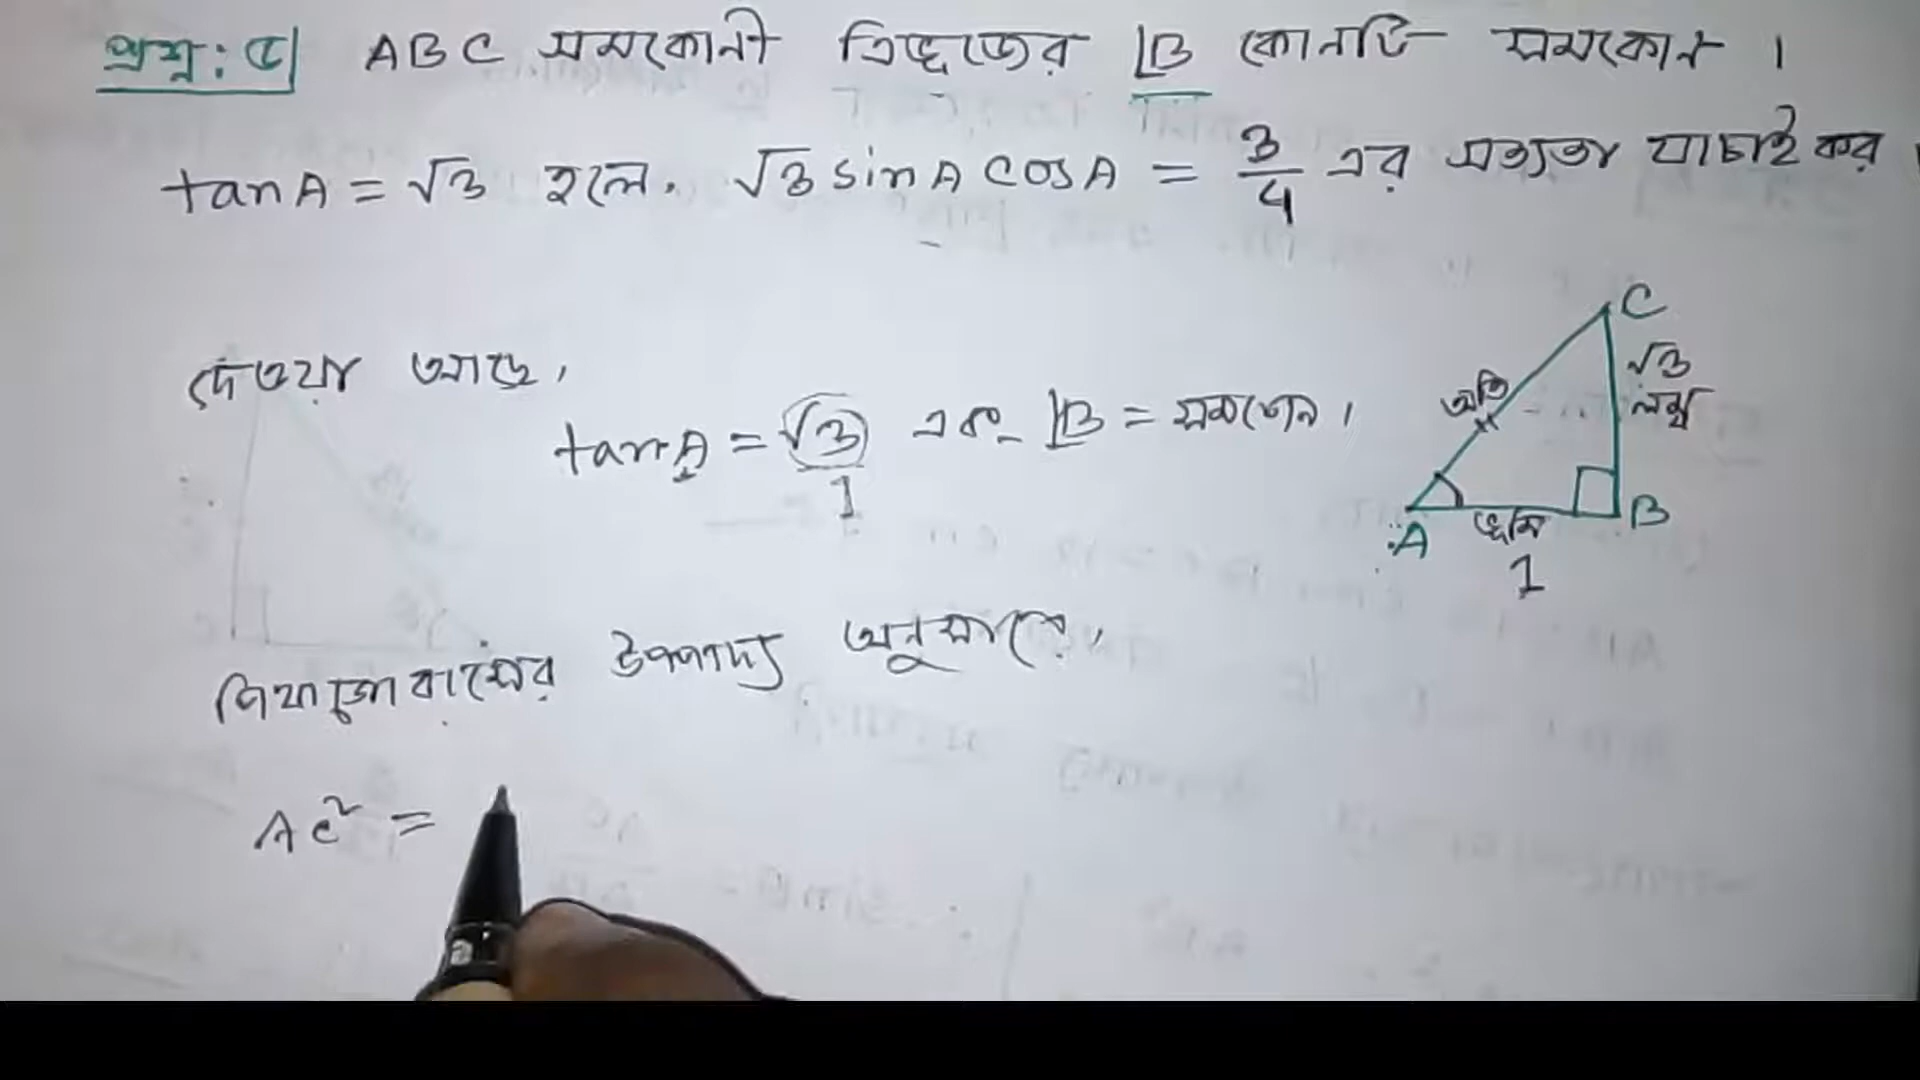 প্রশ্ন: ৫| ABC সমকোনী ত্রিভুজের ∠B কোনটি সমকোন ।
tanA = √3 হলে, √3 sinA cosA = 3/4 এর সত্যতা যাচাই কর ।
দেওয়া আছে,
tanA = √3/1 এবং ∠B = সমকোন ।
C
√3
অতি
লম্ব
A
ভূমি
B
1
পিথাগোরাসের উপপাদ্য অনুসারে,
AC² =